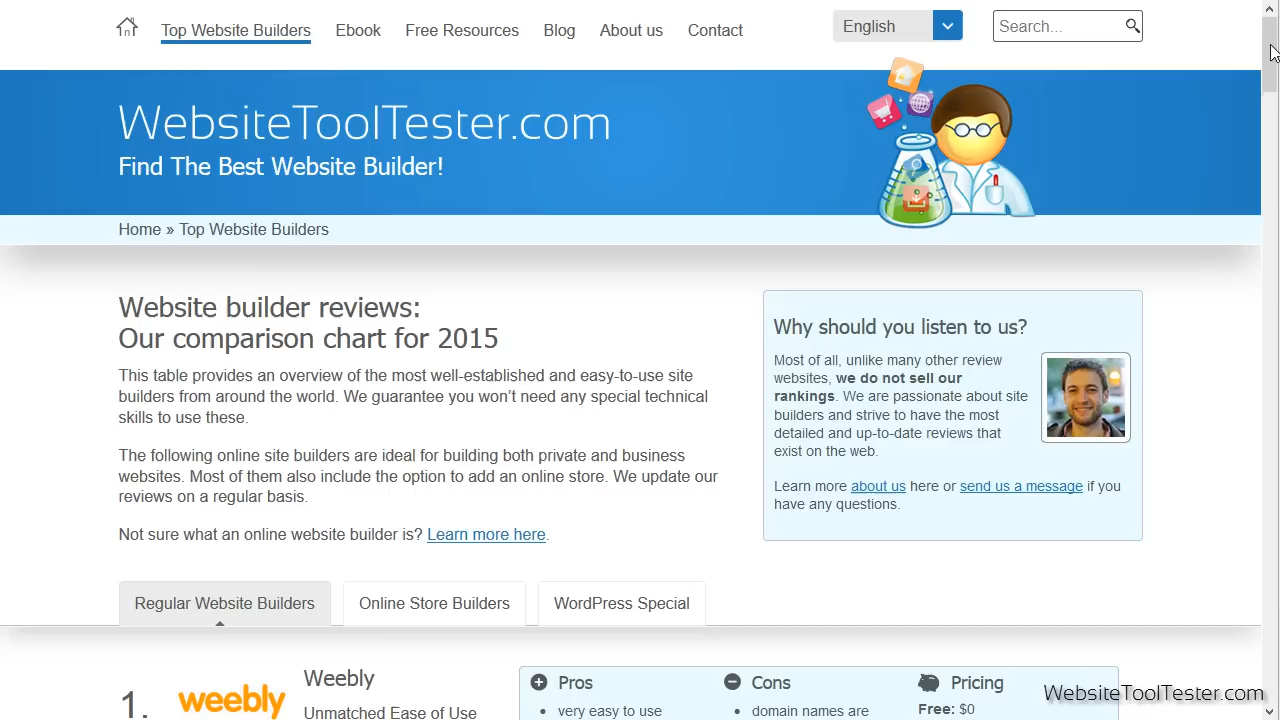 Top Website Builders Ebook Free Resources Blog About us Contact English Search...
WebsiteToolTester.com
Find The Best Website Builder!
Home » Top Website Builders
Website builder reviews:
Our comparison chart for 2015
This table provides an overview of the most well-established and easy-to-use site
builders from around the world. We guarantee you won’t need any special technical
skills to use these.
The following online site builders are ideal for building both private and business
websites. Most of them also include the option to add an online store. We update our
reviews on a regular basis.
Not sure what an online website builder is? Learn more here.
Why should you listen to us?
Most of all, unlike many other review
websites, we do not sell our
rankings. We are passionate about site
builders and strive to have the most
detailed and up-to-date reviews that
exist on the web.
Learn more about us here or send us a message if you
have any questions.
Regular Website Builders Online Store Builders WordPress Special
1. weebly
Weebly
Unmatched Ease of Use
Pros
• very easy to use
Cons
• domain names are
Pricing
Free: $0
WebsiteToolTester.com